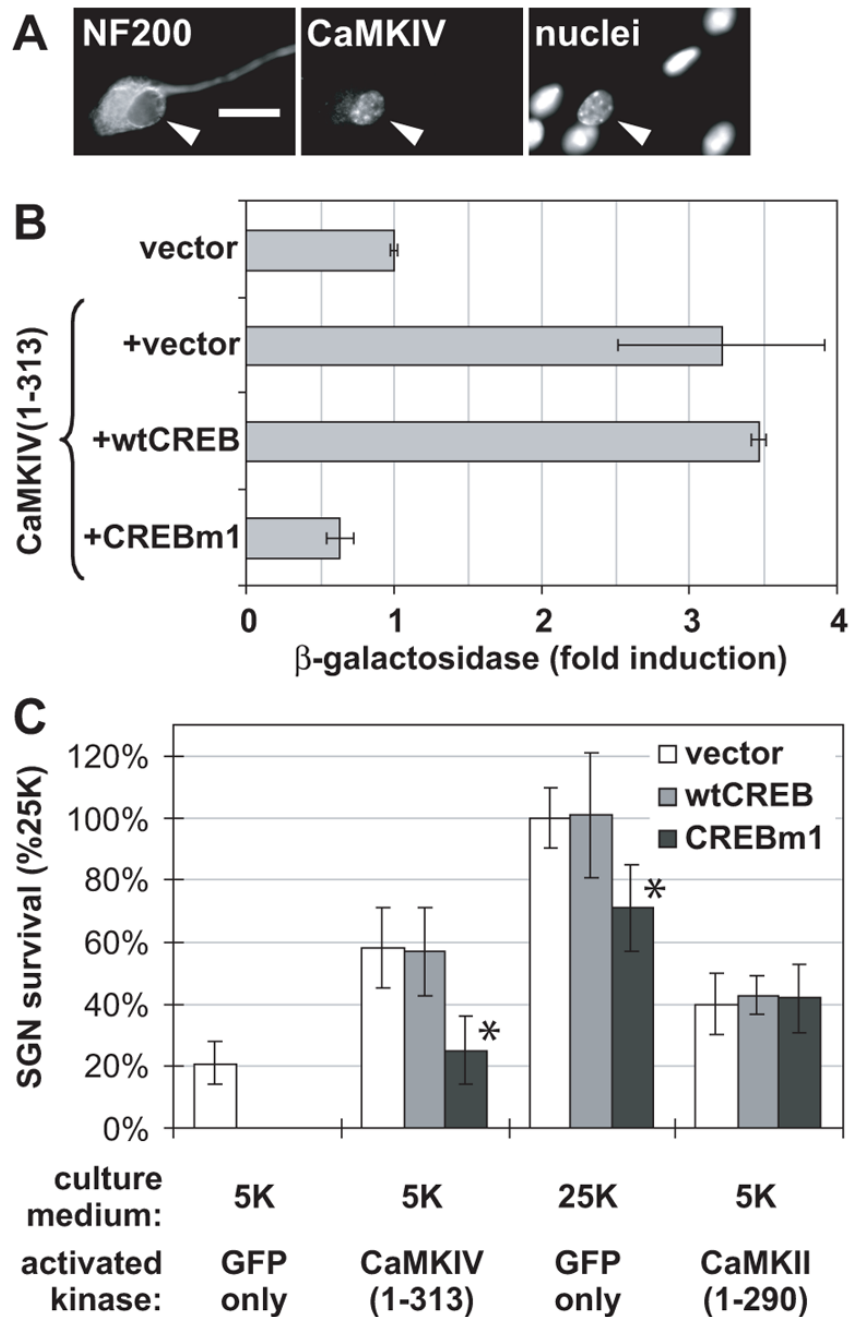 A
NF200
CaMKIV
nuclei
B
vector
+vector
+wtCREB
+CREBm1
CaMKIV(1-313)
0 1 2 3 4
β-galactosidase (fold induction)
C
SGN survival (%25K)
120%
100%
80%
60%
40%
20%
0%
vector
wtCREB
CREBm1
*
*
culture medium: 5K 5K 25K 5K
activated kinase: GFP only CaMKIV (1-313) GFP only CaMKII (1-290)